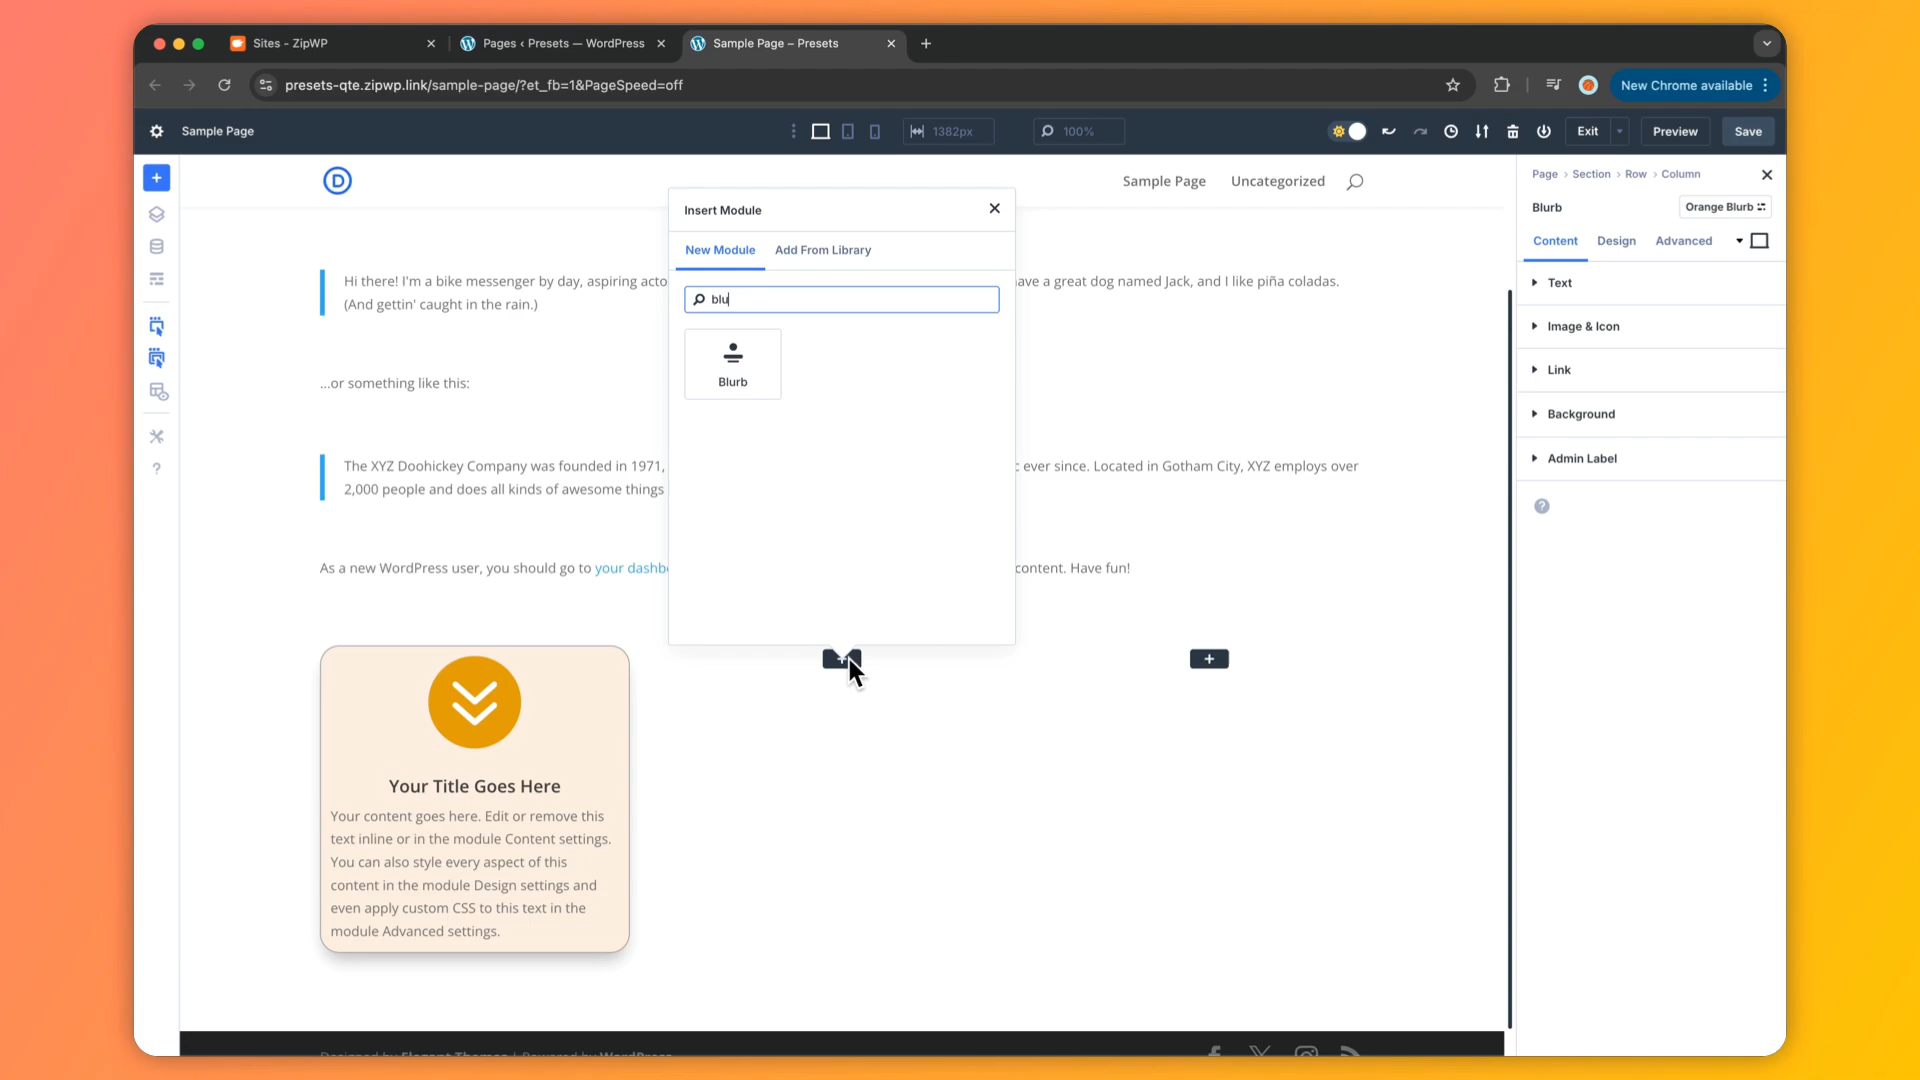 Sites - ZipWP
Pages ‹ Presets — WordPress
Sample Page – Presets
presets-qte.zipwp.link/sample-page/?et_fb=1&PageSpeed=off
New Chrome available
Sample Page
1382px
100%
Exit
Preview
Save
D
Sample Page
Uncategorized
Insert Module
New Module
Add From Library
blu
Blurb
Hi there! I'm a bike messenger by day, aspiring acto
have a great dog named Jack, and I like piña coladas.
(And gettin' caught in the rain.)
...or something like this:
The XYZ Doohickey Company was founded in 1971,
ever since. Located in Gotham City, XYZ employs over
2,000 people and does all kinds of awesome things
As a new WordPress user, you should go to your dashb
content. Have fun!
Your Title Goes Here
Your content goes here. Edit or remove this
text inline or in the module Content settings.
You can also style every aspect of this
content in the module Design settings and
even apply custom CSS to this text in the
module Advanced settings.
Designed by Elegant Themes | Powered by WordPress
Page › Section › Row › Column
Blurb
Orange Blurb
Content
Design
Advanced
Text
Image & Icon
Link
Background
Admin Label